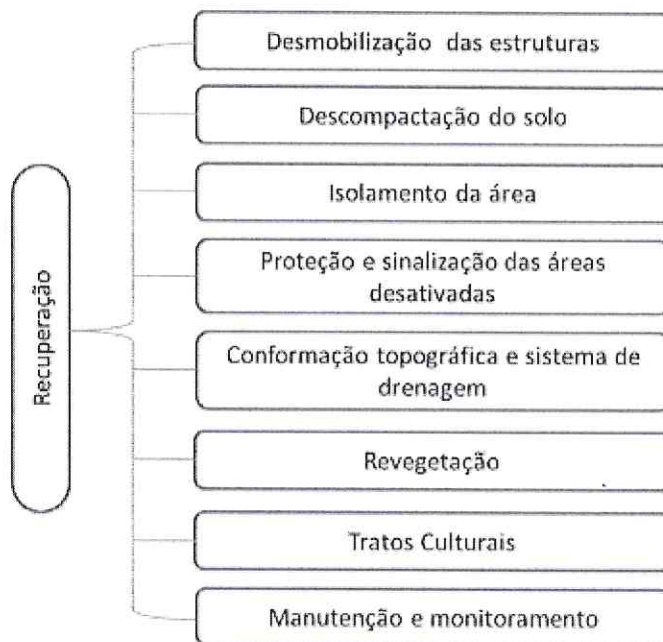 Desmobilização das estruturas
Descompactação do solo
Isolamento da área
Proteção e sinalização das áreas
desativadas
Recuperação
Conformação topográfica e sistema de
drenagem
Revegetação
Tratos Culturais
Manutenção e monitoramento